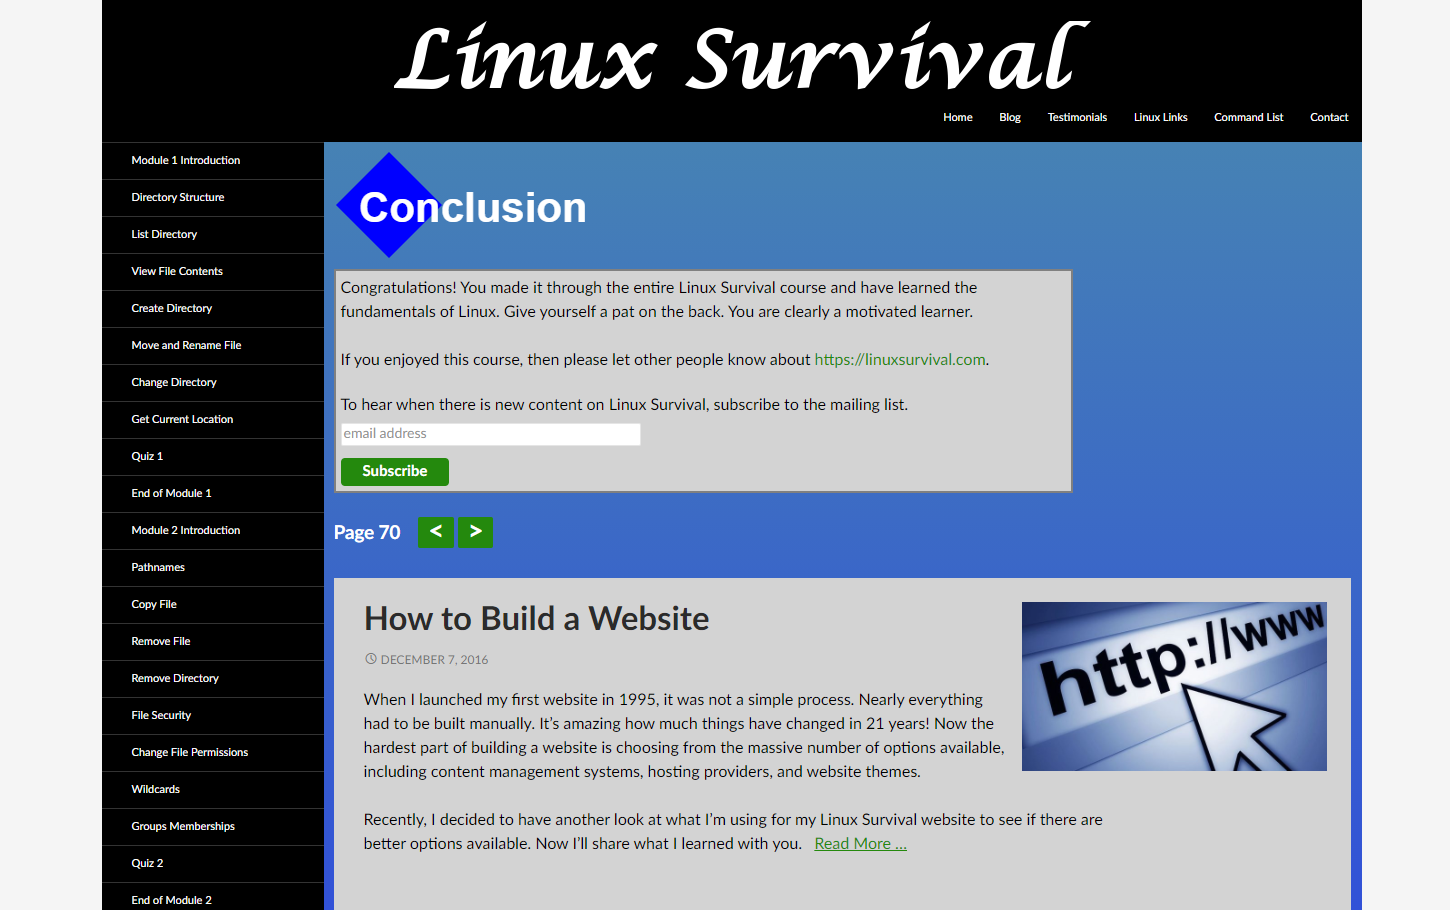 Linux Survival
Home Blog Testimonials Linux Links Command List Contact
Module 1 Introduction
Directory Structure
List Directory
View File Contents
Create Directory
Move and Rename File
Change Directory
Get Current Location
Quiz 1
End of Module 1
Module 2 Introduction
Pathnames
Copy File
Remove File
Remove Directory
File Security
Change File Permissions
Wildcards
Groups Memberships
Quiz 2
End of Module 2
Conclusion
Congratulations! You made it through the entire Linux Survival course and have learned the
fundamentals of Linux. Give yourself a pat on the back. You are clearly a motivated learner.
If you enjoyed this course, then please let other people know about https://linuxsurvival.com.
To hear when there is new content on Linux Survival, subscribe to the mailing list.
email address
Subscribe
Page 70 < >
How to Build a Website
DECEMBER 7, 2016
http://www
When I launched my first website in 1995, it was not a simple process. Nearly everything
had to be built manually. It’s amazing how much things have changed in 21 years! Now the
hardest part of building a website is choosing from the massive number of options available,
including content management systems, hosting providers, and website themes.
Recently, I decided to have another look at what I’m using for my Linux Survival website to see if there are
better options available. Now I’ll share what I learned with you. Read More ...